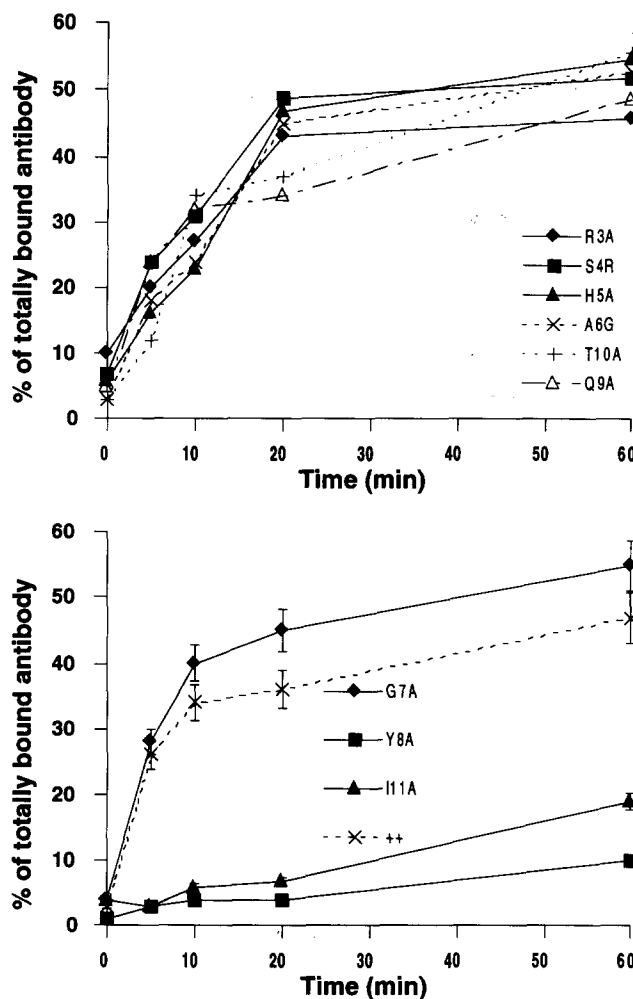 60
50
40
30
20
10
0
% of totally bound antibody
R3A
S4R
H5A
A6G
T10A
Q9A
0 10 20 30 40 50 60
Time (min)
60
50
40
30
20
10
0
% of totally bound antibody
G7A
Y8A
I11A
++
0 10 20 30 40 50 60
Time (min)